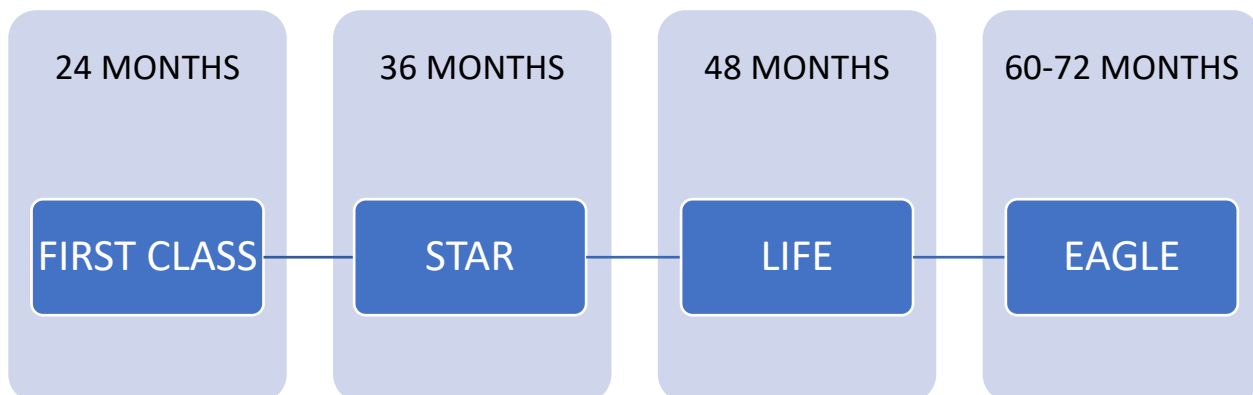 24 MONTHS
36 MONTHS
48 MONTHS
60-72 MONTHS
FIRST CLASS
STAR
LIFE
EAGLE